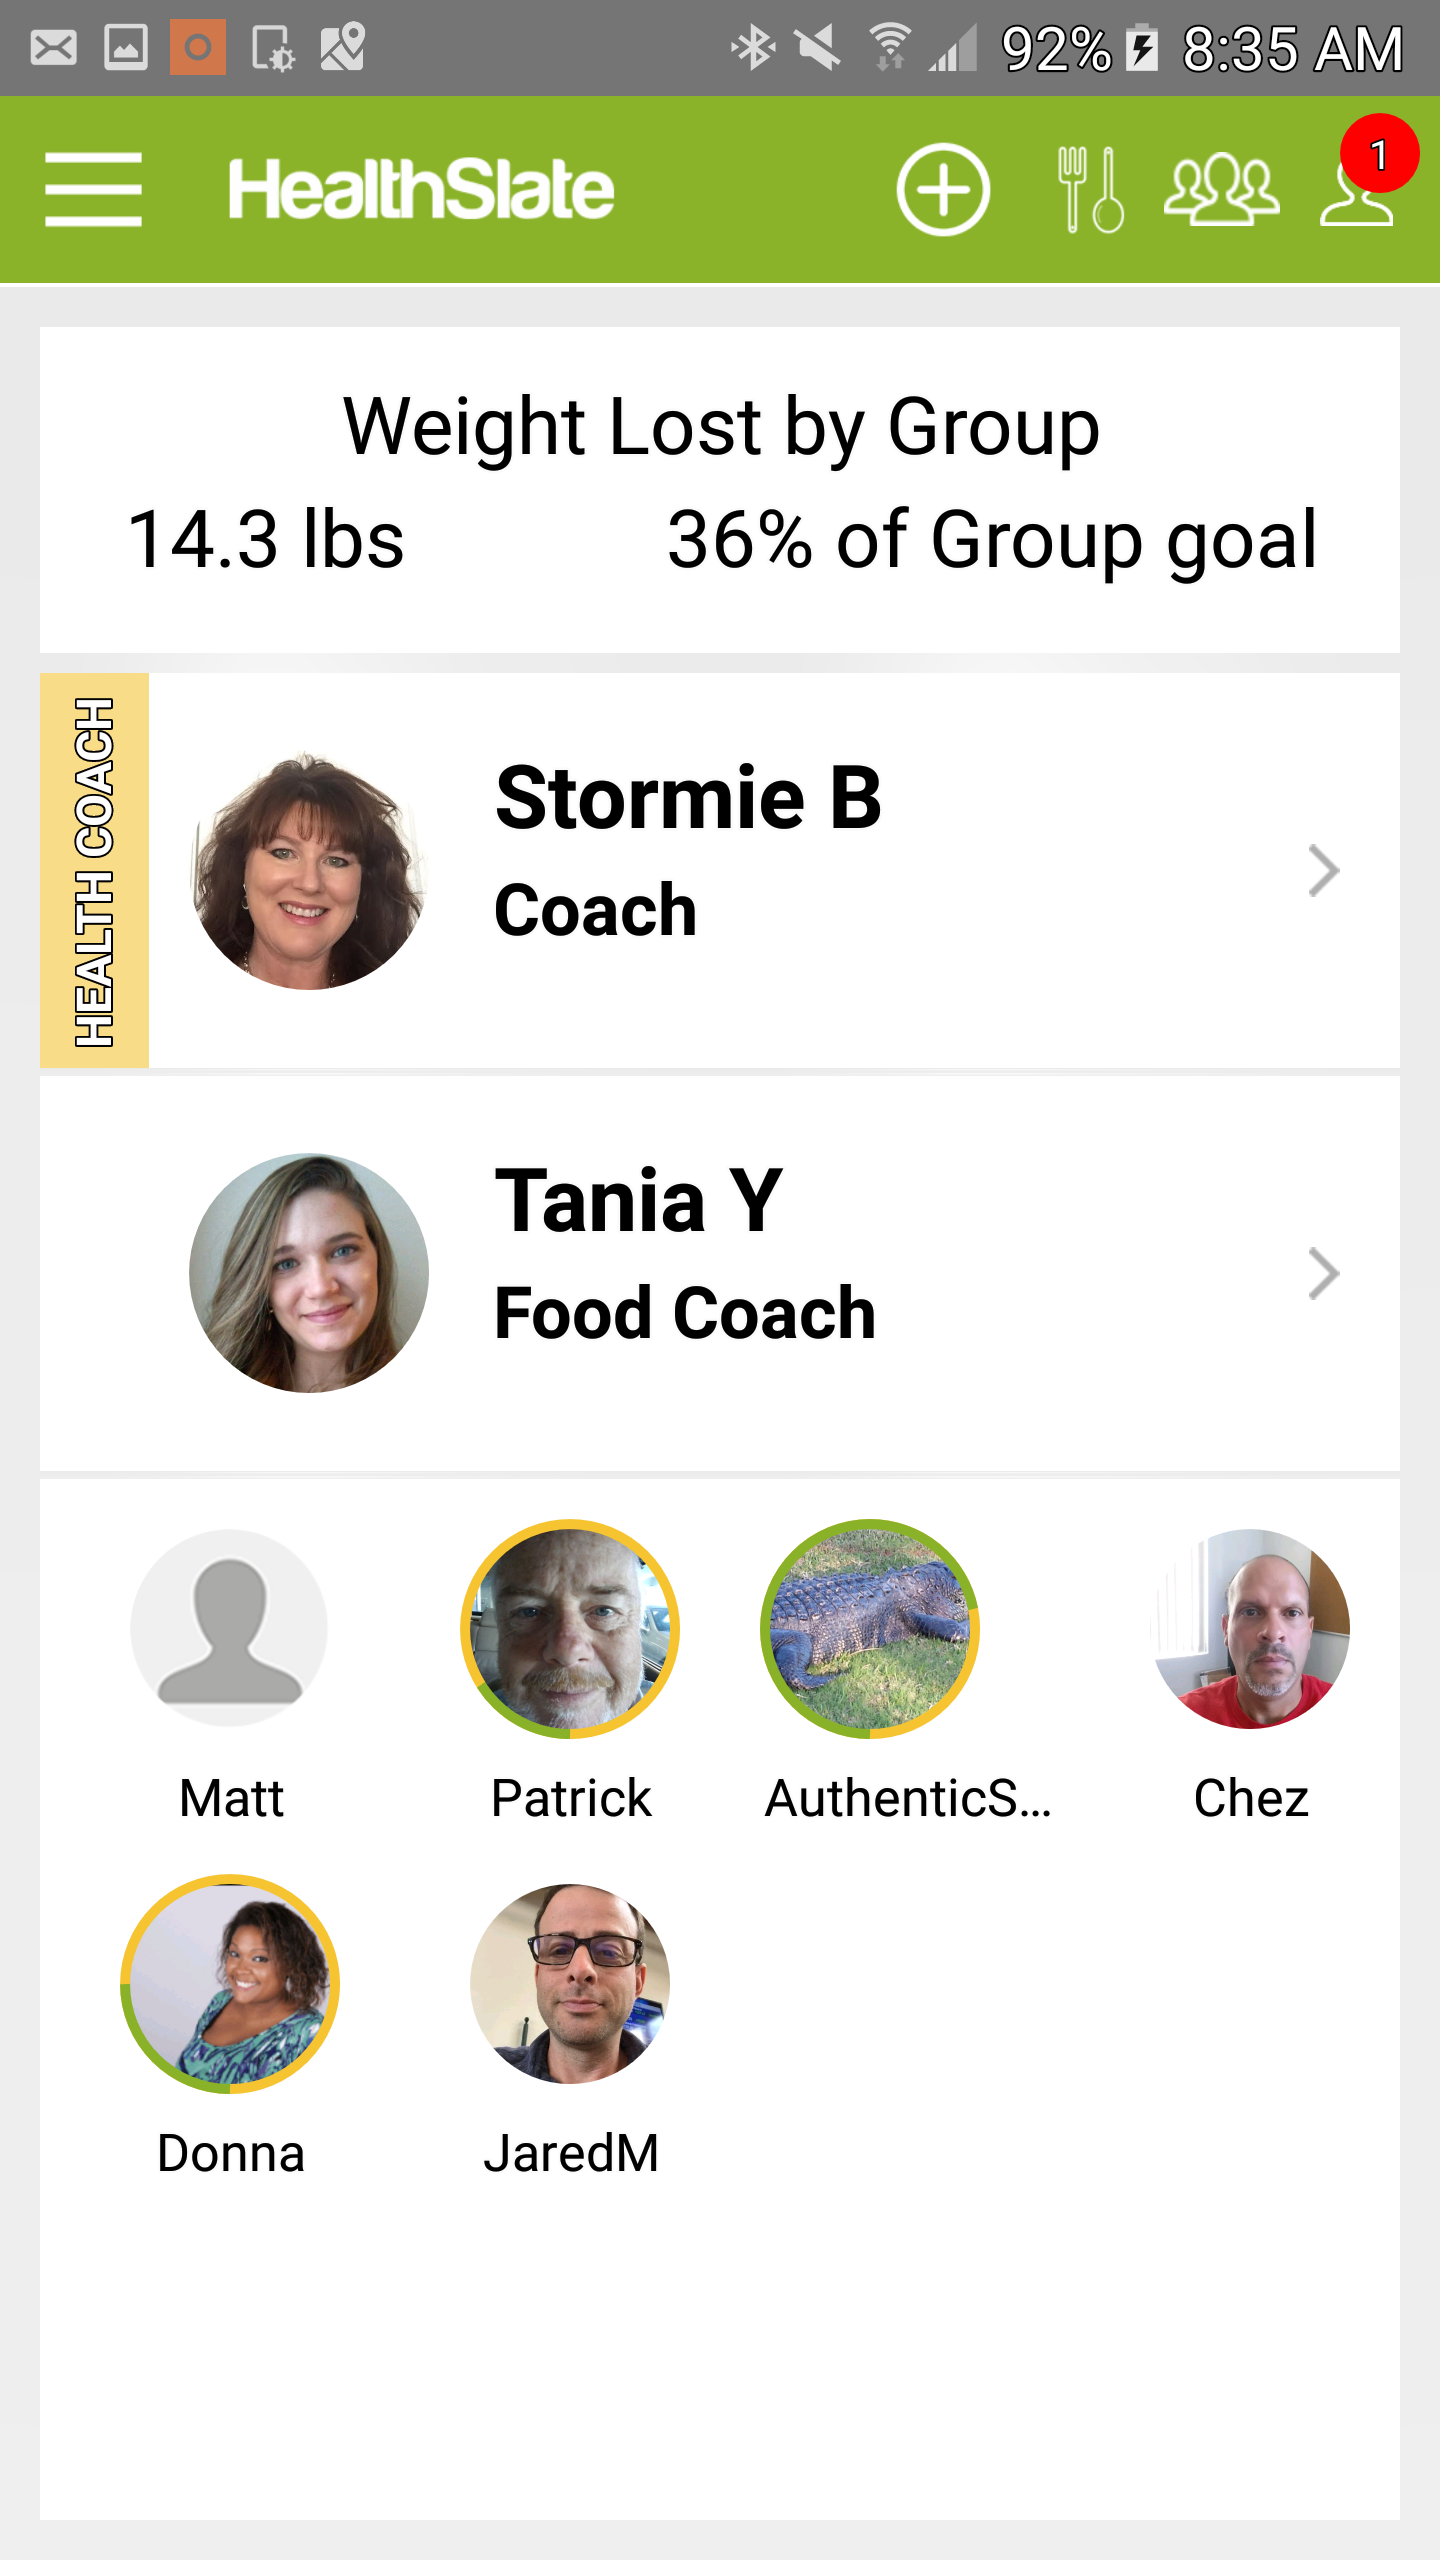 92% 8:35 AM
HealthSlate
1
Weight Lost by Group
14.3 lbs 36% of Group goal
HEALTH COACH
Stormie B
Coach
Tania Y
Food Coach
Matt Patrick AuthenticS... Chez
Donna JaredM